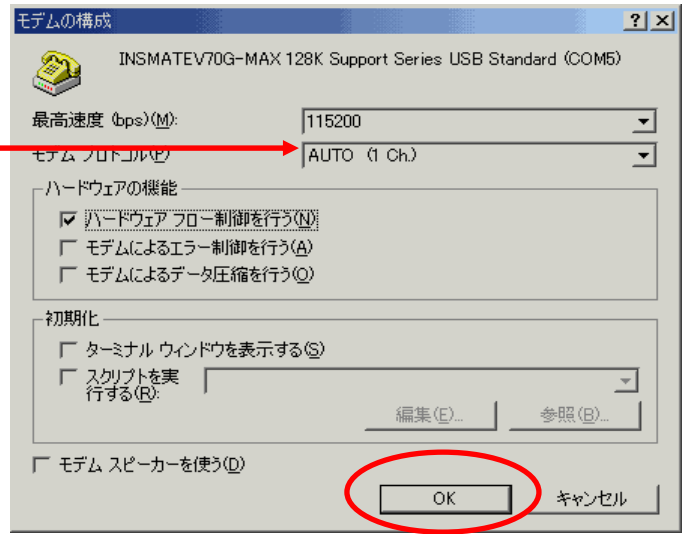 モデムの構成
INSMATEV70G-MAX 128K Support Series USB Standard (COM5)
最高速度 (bps)(M):
115200
モデム プロトコル(P)
AUTO (1 Ch.)
ハードウェアの機能
ハードウェア フロー制御を行う(N)
モデムによるエラー制御を行う(A)
モデムによるデータ圧縮を行う(O)
初期化
ターミナル ウィンドウを表示する(S)
スクリプトを実
行する(R):
編集(E)...
参照(B)...
モデム スピーカーを使う(D)
OK
キャンセル